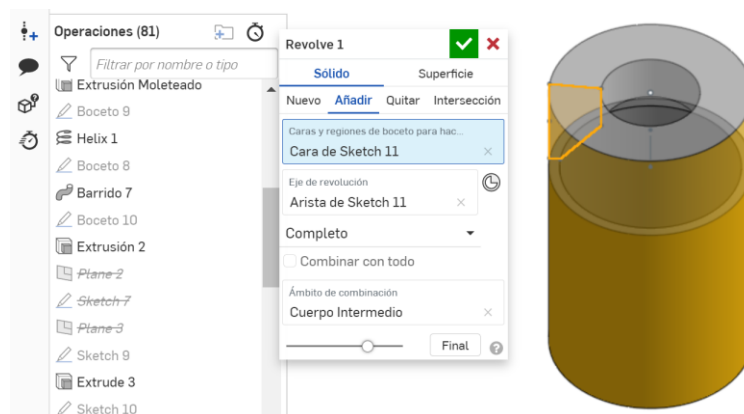 Operaciones (81)
Filtrar por nombre o tipo
Extrusión Moleteado
Boceto 9
Helix 1
Boceto 8
Barrido 7
Boceto 10
Extrusión 2
Plane 2
Sketch 7
Plane 3
Sketch 9
Extrude 3
Sketch 10
Revolve 1
Sólido Superficie
Nuevo Añadir Quitar Intersección
Caras y regiones de boceto para hac...
Cara de Sketch 11
Eje de revolución
Arista de Sketch 11
Completo
Combinar con todo
Ámbito de combinación
Cuerpo Intermedio
Final